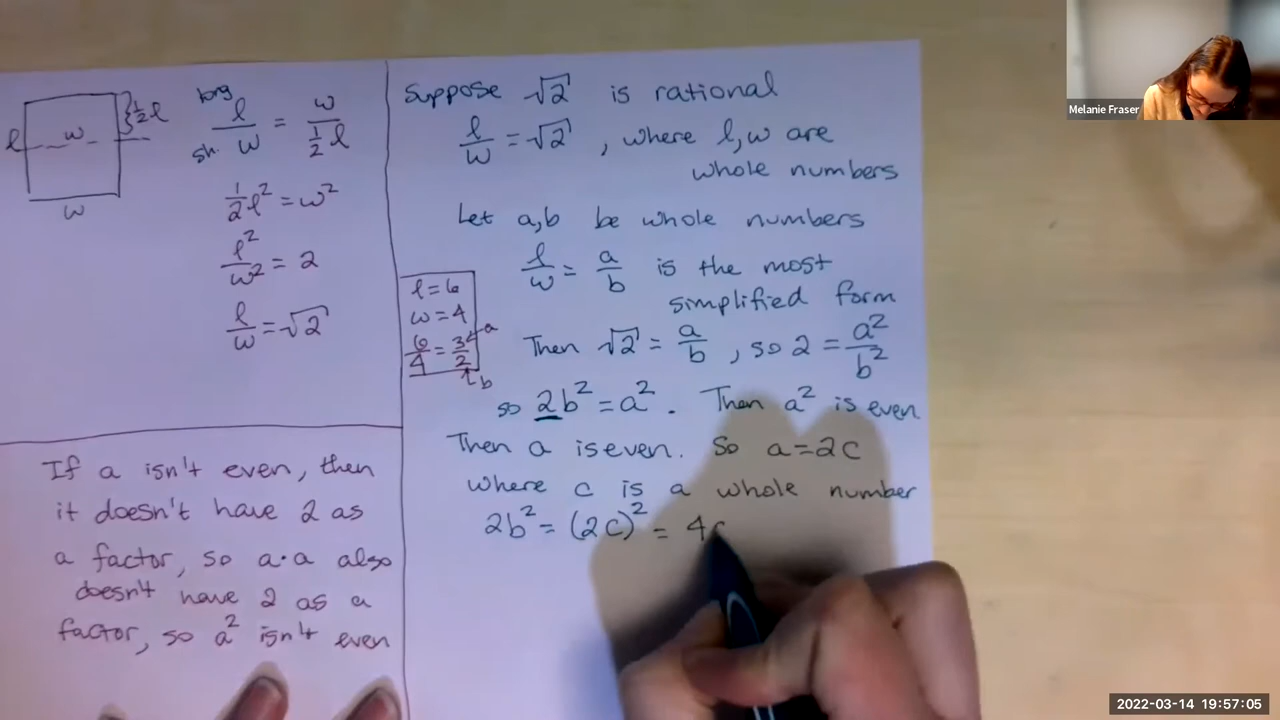 l
w
}½l
w
long
l/w = w/½l
sh.
½l² = w²
l²/w² = 2
l/w = √2
If a isn't even, then
it doesn't have 2 as
a factor, so a·a also
doesn't have 2 as a
factor, so a² isn't even
Suppose √2 is rational
l/w = √2 , where l,w are
whole numbers
Let a,b be whole numbers
l/w = a/b is the most
simplified form
l=6
w=4
6/4 = 3/2
a
b
Then √2 = a/b , so 2 = a²/b²
so 2b² = a² . Then a² is even
Then a is even. So a=2c
where c is a whole number
2b² = (2c)² = 4c
Melanie Fraser
2022-03-14 19:57:05